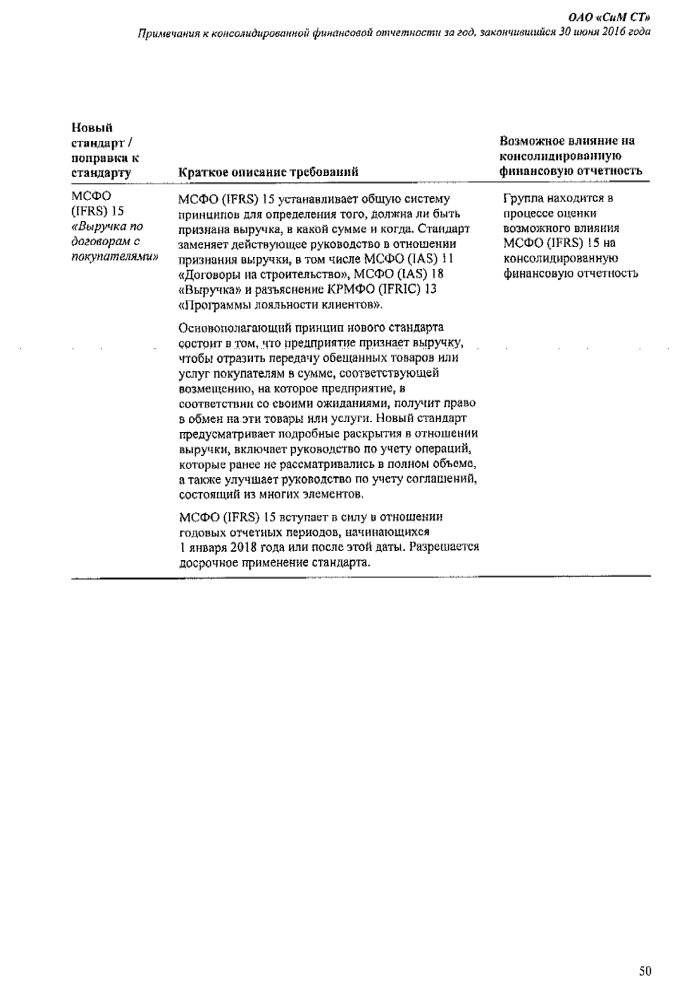 ОАО «СиМ СТ»
Примечания к консолидированной финансовой отчетности за год, закончившийся 30 июня 2016 года
Новый
стандарт /
поправка к
стандарту
Краткое описание требований
Возможное влияние на
консолидированную
финансовую отчетность
МСФО
(IFRS) 15
«Выручка по
договорам с
покупателями»
МСФО (IFRS) 15 устанавливает общую систему
принципов для определения того, должна ли быть
признана выручка, в какой сумме и когда. Стандарт
заменяет действующее руководство в отношении
признания выручки, в том числе МСФО (IAS) 11
«Договоры на строительство», МСФО (IAS) 18
«Выручка» и разъяснение КРМФО (IFRIC) 13
«Программы лояльности клиентов».
Основополагающий принцип нового стандарта
состоит в том, что предприятие признает выручку,
чтобы отразить передачу обещанных товаров или
услуг покупателям в сумме, соответствующей
возмещению, на которое предприятие, в
соответствии со своими ожиданиями, получит право
в обмен на эти товары или услуги. Новый стандарт
предусматривает подробные раскрытия в отношении
выручки, включает руководство по учету операций,
которые ранее не рассматривались в полном объеме,
а также улучшает руководство по учету соглашений,
состоящий из многих элементов.
МСФО (IFRS) 15 вступает в силу в отношении
годовых отчетных периодов, начинающихся
1 января 2018 года или после этой даты. Разрешается
досрочное применение стандарта.
Группа находится в
процессе оценки
возможного влияния
МСФО (IFRS) 15 на
консолидированную
финансовую отчетность
50